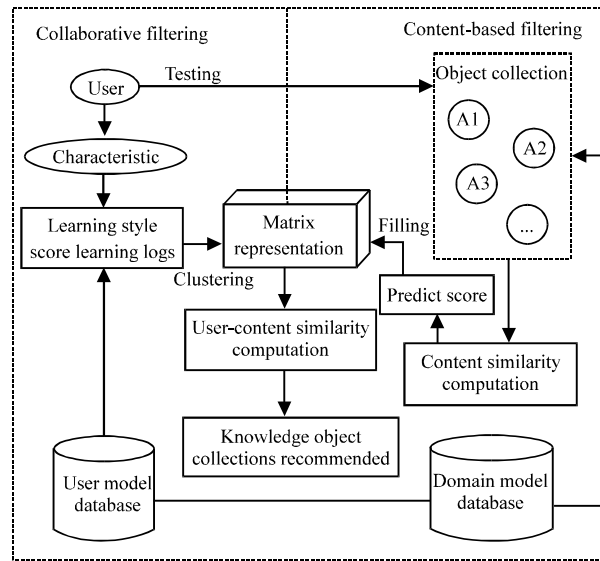 Collaborative filtering
Content-based filtering
Testing
Object collection
User
A1
A2
Characteristic
A3
Learning style
score learning logs
Matrix
representation
Filling
...
Clustering
Predict score
User-content similarity
computation
Content similarity
computation
Knowledge object
collections recommended
User model
database
Domain model
database